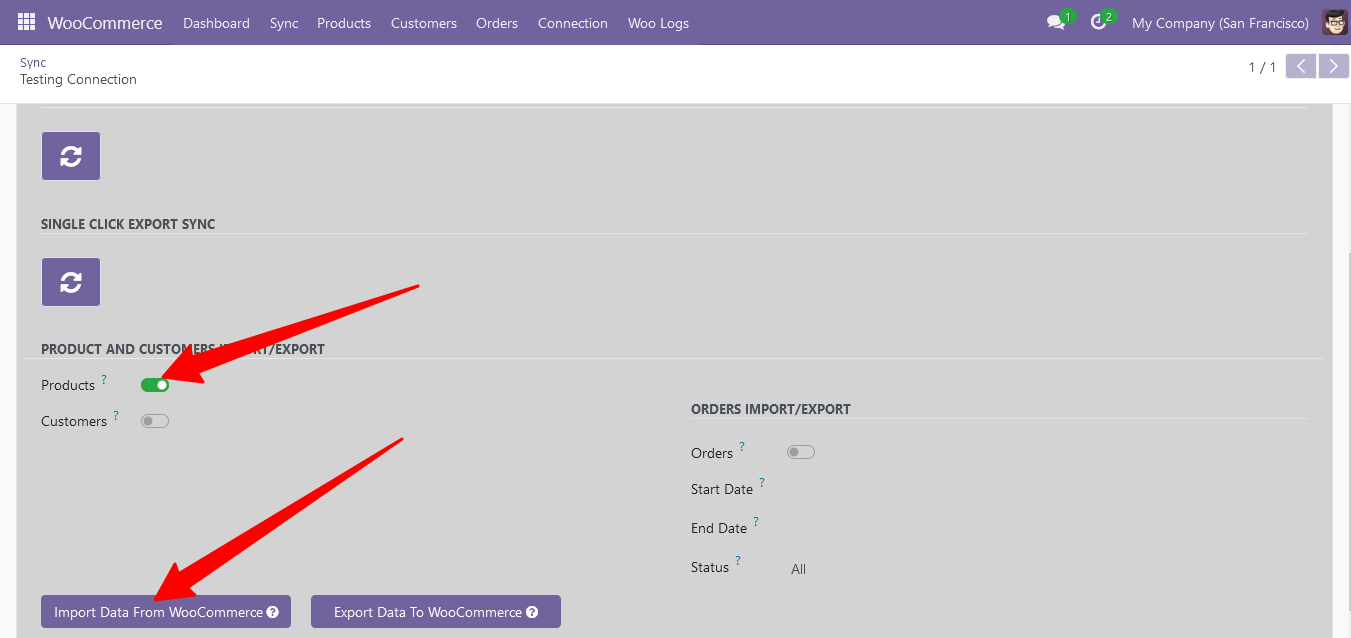 WooCommerce Dashboard Sync Products Customers Orders Connection Woo Logs 1 2 My Company (San Francisco)
Sync
Testing Connection
1 / 1
SINGLE CLICK EXPORT SYNC
PRODUCT AND CUSTOMERS IMPORT/EXPORT
Products ?
Customers ?
ORDERS IMPORT/EXPORT
Orders ?
Start Date ?
End Date ?
Status ? All
Import Data From WooCommerce ? Export Data To WooCommerce ?